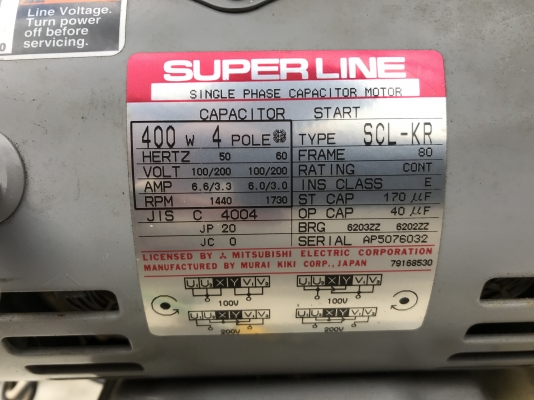 Line Voltage.
Turn power
off before
servicing.
SUPER LINE
SINGLE PHASE CAPACITOR MOTOR
CAPACITOR START
400 W 4 POLE TYPE SCL-KR
HERTZ 50 60 FRAME 80
VOLT 100/200 100/200 RATING CONT
AMP 6.6/3.3 6.0/3.0 INS CLASS E
RPM 1440 1730 ST CAP 170 µF
JIS C 4004 OP CAP 40 µF
JP 20 BRG 6203ZZ 6202ZZ
JC 0 SERIAL AP5076032
LICENSED BY MITSUBISHI ELECTRIC CORPORATION
MANUFACTURED BY MURAI KIKI CORP., JAPAN 79168530
100V 100V
200V 200V